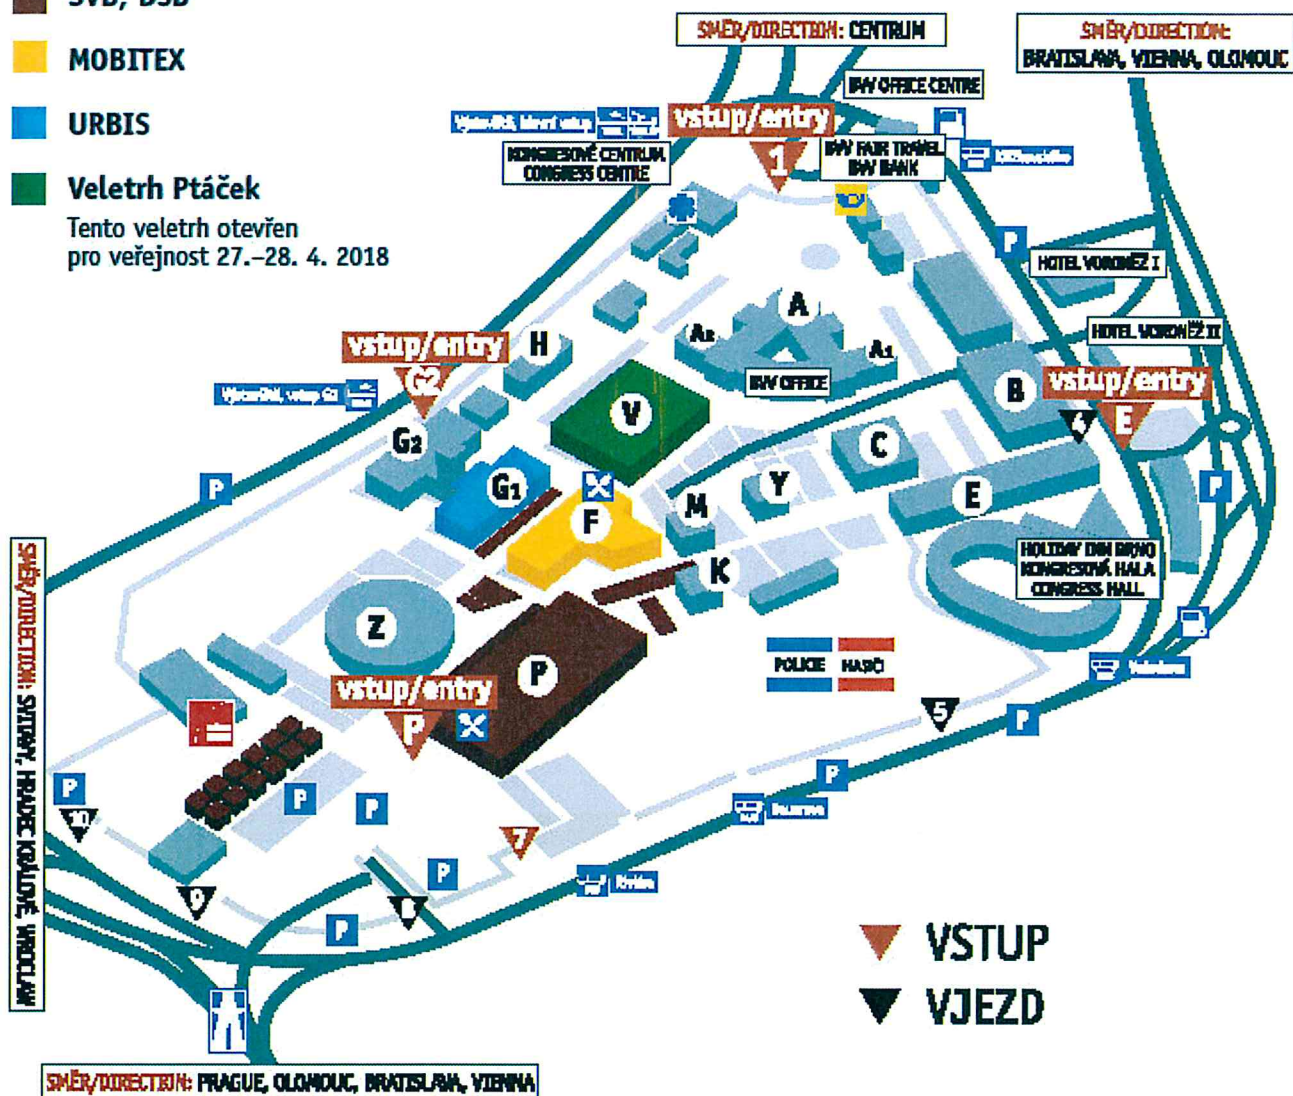 MOBITEX
URBIS
Veletrh Ptáček
Tento veletrh otevřen
pro veřejnost 27.–28. 4. 2018
SMĚR/DIRECTION: CENTRUM
SMĚR/DIRECTION:
BRATISLAVA, VIENNA, OLOMOUC
BVV OFFICE CENTRE
vstup/entry
1
KONGRESOVÉ CENTRUM
CONGRESS CENTRE
BVV FAIR TRAVEL
BVV BANK
P
HOTEL VORONĚŽ I
HOTEL VORONĚŽ II
vstup/entry
G2
H
A
A2
A1
BVV OFFICE
B
vstup/entry
E
4
V
G2
G1
C
Y
M
E
F
K
P
P
HOLIDAY INN BRNO
KONGRESOVÁ HALA
CONGRESS HALL
SMĚR/DIRECTION: SVITAVY, HRADEC KRÁLOVÉ, WROCLAW
Z
P
POLICIE
HASIČI
vstup/entry
P
5
P
P
P
P
P
10
7
P
9
8
P
VSTUP
VJEZD
SMĚR/DIRECTION: PRAGUE, OLOMOUC, BRATISLAVA, VIENNA